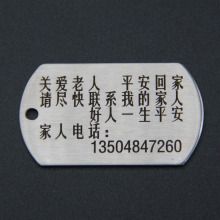 关爱老人 平安回家
请尽快联系我的家人
好人一生平安
家人电话：
13504847260